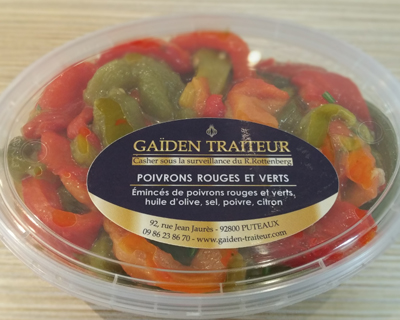 GAÏDEN TRAITEUR
Casher sous la surveillance du R.Rottenberg
POIVRONS ROUGES ET VERTS
Émincés de poivrons rouges et verts,
huile d'olive, sel, poivre, citron
92, rue Jean Jaurès - 92800 PUTEAUX
09 86 23 86 70 - www.gaiden-traiteur.com